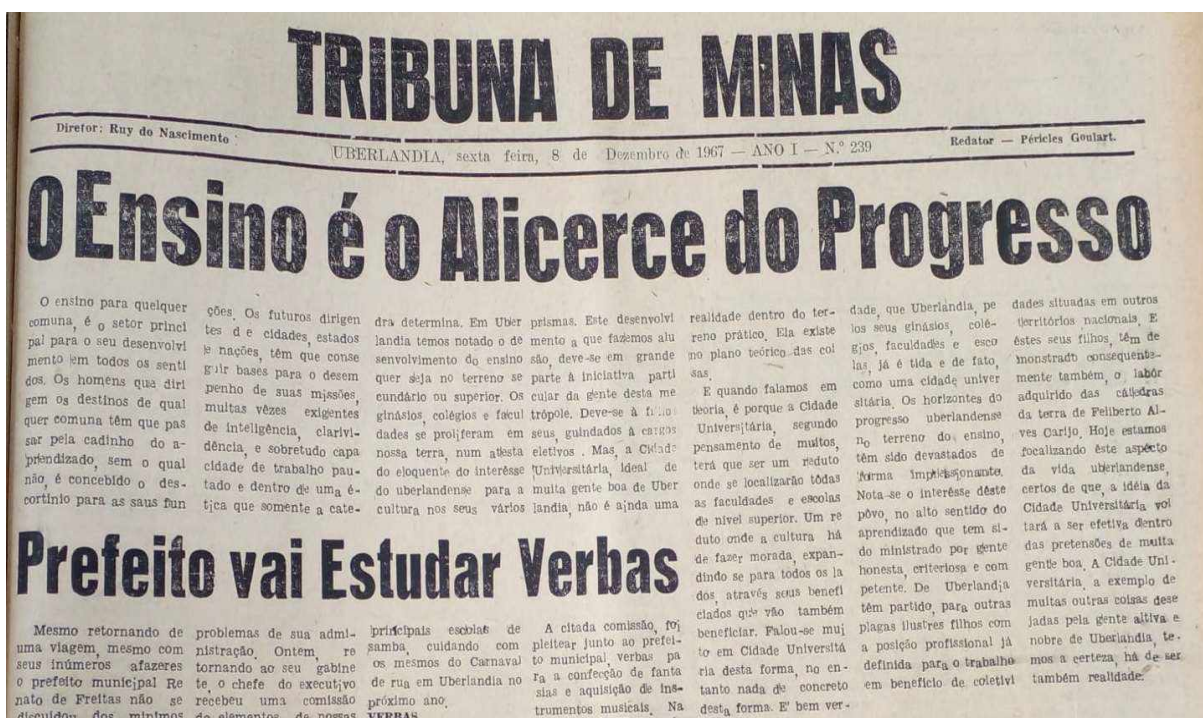 TRIBUNA DE MINAS
Diretor: Ruy do Nascimento
UBERLANDIA, sexta feira, 8 de Dezembro de 1967 — ANO I — N.º 239
Redator — Péricles Goulart.
O Ensino é o Alicerce do Progresso
O ensino para quelquer
comuna, é o setor princi
pal para o seu desenvolvi
mento em todos os senti
dos. Os homens que diri
gem os destinos de qual
quer comuna têm que pas
sar pela cadinho do a-
prendizado, sem o qual
não, é concebido o des-
cortinio para as saus fun
ções. Os futuros dirigen
tes de cidades, estados
e nações, têm que conse
guir bases para o desem
penho de suas missões,
muitas vêzes exigentes
de inteligência, clarivi-
dência, e sobretudo capa
cidade de trabalho pau-
tado e dentro de uma é-
tica que somente a cate-
dra determina. Em Uber
landia temos notado o de
senvolvimento do ensino
quer seja no terreno se
cundário ou superior. Os
ginásios, colégios e facul
dades se proliferam em
nossa terra, num atesta
do eloquente do interêsse
do uberlandense para a
cultura nos seus vários
prismas. Este desenvolvi
mento a que fazemos alu
são, deve-se em grande
parte à iniciativa parti
cular da gente desta me
trópole. Deve-se à filhos
seus, guindados à cargos
eletivos. Mas, a Cidade
Universitária, ideal de
muita gente boa de Uber
landia, não é ainda uma
realidade dentro do ter-
reno prático. Ela existe
no plano teórico das coi
sas.
E quando falamos em
teoria, é porque a Cidade
Universitária, segundo
pensamento de muitos,
terá que ser um reduto
onde se localizarão tôdas
as faculdades e escolas
de nivel superior. Um re
duto onde a cultura há
de fazer morada, expan-
dindo se para todos os la
dos, através seus benefi
ciados que vão também
beneficiar. Falou-se mui
to em Cidade Universitá
ria desta forma, no en-
tanto nada de concreto
desta forma. E' bem ver-
dade, que Uberlandia, pe
los seus ginásios, colé-
gios, faculdades e esco
las, já é tida e de fato,
como uma cidade univer
sitária. Os horizontes do
progresso uberlandense
no terreno do ensino,
têm sido devastados de
forma impressionante.
Nota-se o interêsse dêste
pôvo, no alto sentido do
aprendizado que tem si-
do ministrado por gente
honesta, criteriosa e com
petente. De Uberlandia
têm partido, para outras
plagas ilustres filhos com
a posição profissional já
definida para o trabalho
em beneficio de coletivi
dades situadas em outros
territórios nacionais. E
êstes seus filhos, têm de
monstrado consequente-
mente também, o labôr
adquirido das cátedras
da terra de Feliberto Al-
ves Carijo. Hoje estamos
focalizando êste aspécto
da vida uberlandense,
certos de que, a idéia da
Cidade Universitária vol
tará a ser efetiva dentro
das pretensões de muita
gente boa. A Cidade Uni-
versitária, a exemplo de
muitas outras coisas dese
jadas pela gente altiva e
nobre de Uberlandia, te-
mos a certeza, há de ser
também realidade.
Prefeito vai Estudar Verbas
Mesmo retornando de
uma viagem, mesmo com
seus inúmeros afazeres
o prefeito municipal Re
nato de Freitas não se
discuidou dos minimos
problemas de sua admi-
nistração. Ontem, re
tornando ao seu gabine
te, o chefe do executivo
recebeu uma comissão
de elementos de nossas
principais escolas de
samba, cuidando com
os mesmos do Carnaval
de rua em Uberlandia no
próximo ano.
VERBAS
A citada comissão, foi
pleitear junto ao prefei-
to municipal, verbas pa
ra a confecção de fanta
sias e aquisição de ins-
trumentos musicais. Na